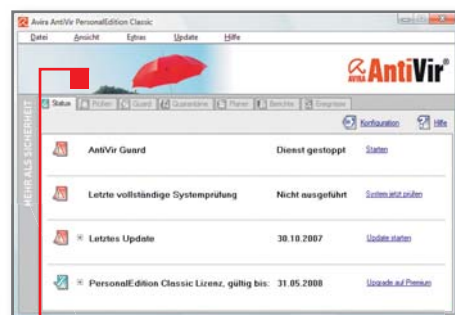 Avira AntiVir PersonalEdition Classic
Datei Ansicht Extras Update Hilfe
AVIRA AntiVir®
Status Prüfen Guard Quarantäne Planer Berichte Ereignisse
Konfiguration Hilfe
MEHR ALS SICHERHEIT
AntiVir Guard Dienst gestoppt Starten
Letzte vollständige Systemprüfung Nicht ausgeführt System jetzt prüfen
Letztes Update 30.10.2007 Update starten
PersonalEdition Classic Lizenz, gültig bis: 31.05.2008 Upgrade auf Premium